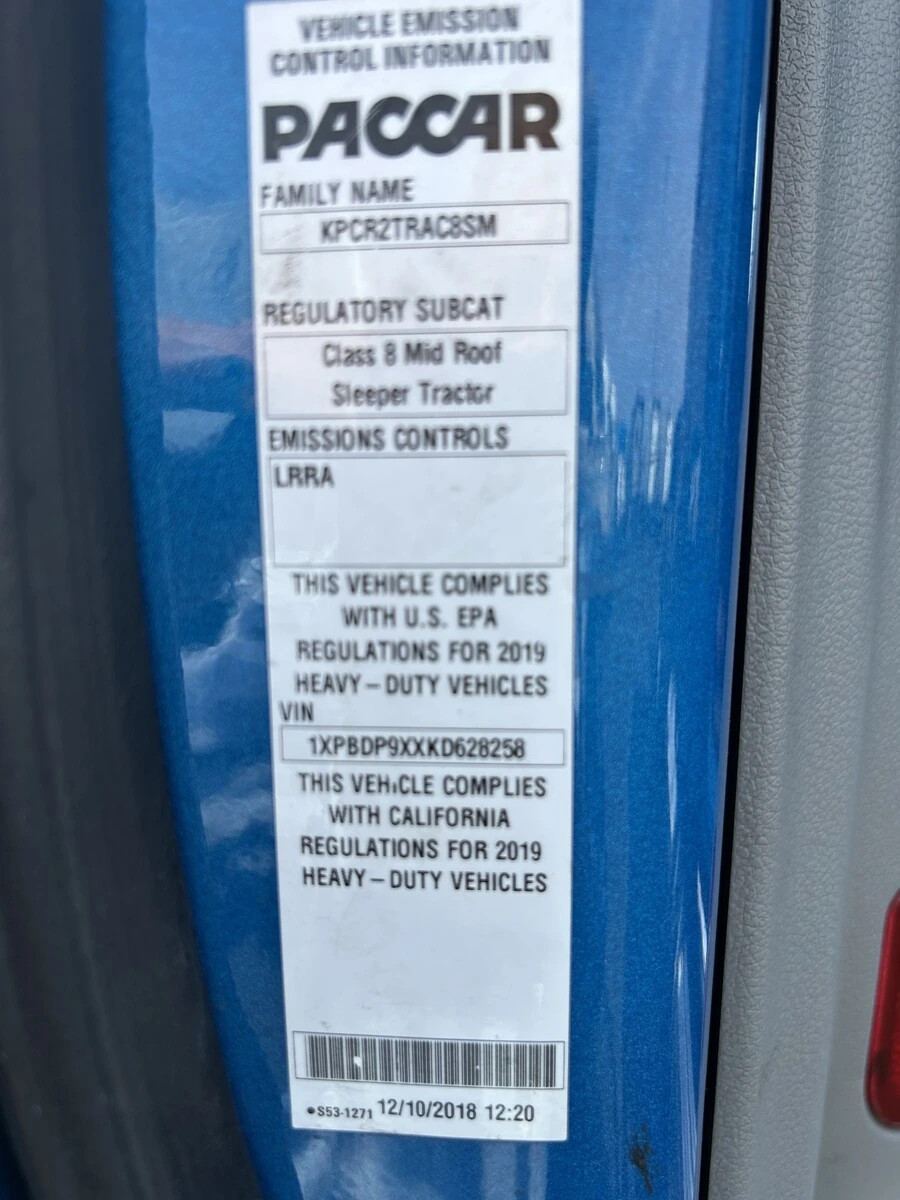 VEHICLE EMISSION
CONTROL INFORMATION
PACCAR
FAMILY NAME
KPCR2TRAC8SM
REGULATORY SUBCAT
Class 8 Mid Roof
Sleeper Tractor
EMISSIONS CONTROLS
LRRA
THIS VEHICLE COMPLIES
WITH U.S. EPA
REGULATIONS FOR 2019
HEAVY-DUTY VEHICLES
VIN
1XPBDP9XXKD628258
THIS VEHICLE COMPLIES
WITH CALIFORNIA
REGULATIONS FOR 2019
HEAVY-DUTY VEHICLES
•S53-1271 12/10/2018 12:20